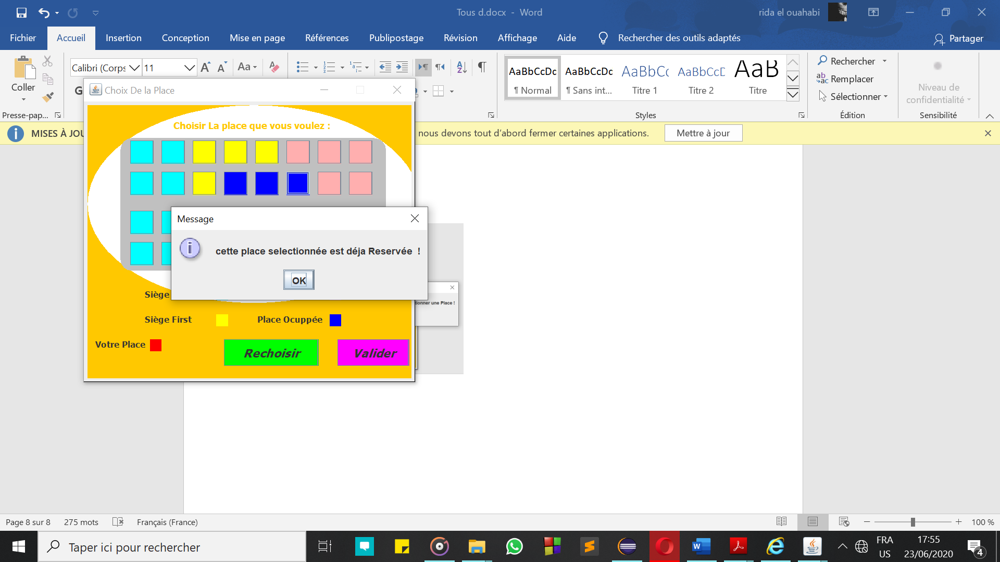 Tous d.docx - Word
rida el ouahabi
Fichier Accueil Insertion Conception Mise en page Références Publipostage Révision Affichage Aide Rechercher des outils adaptés Partager
Coller
Presse-pap...
Calibri (Corps 11
Aa
G
AaBbCcDc AaBbCcDc AaBbCc AaBbCcD AaB
¶ Normal ¶ Sans int... Titre 1 Titre 2 Titre
Styles
Rechercher
Remplacer
Sélectionner
Édition
Niveau de
confidentialité
Sensibilité
MISES À JOU
nous devons tout d'abord fermer certaines applications. Mettre à jour
Choix De la Place
Choisir La place que vous voulez :
Message
cette place selectionnée est déja Reservée !
OK
tionner une Place !
Siège
Siège First Place Ocuppée
Votre Place Rechoisir Valider
Page 8 sur 8 275 mots Français (France) 100 %
Taper ici pour rechercher
FRA
US
17:55
23/06/2020
4